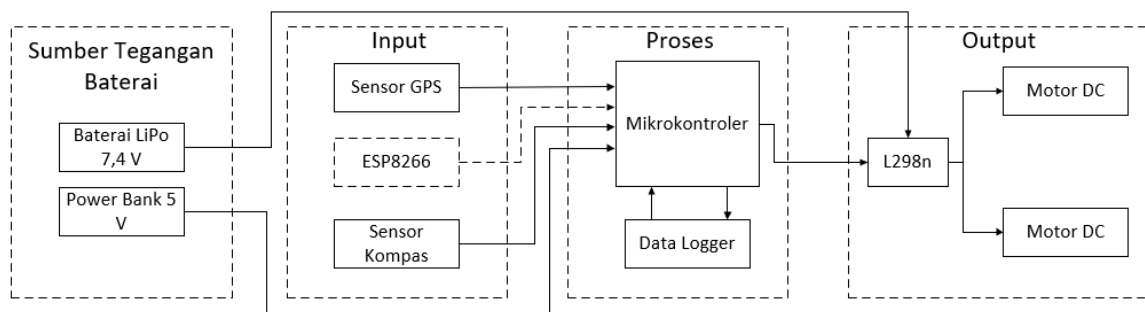 Sumber Tegangan
Baterai
Baterai LiPo
7,4 V
Power Bank 5
V
Input
Sensor GPS
ESP8266
Sensor
Kompas
Proses
Mikrokontroler
Data Logger
Output
L298n
Motor DC
Motor DC